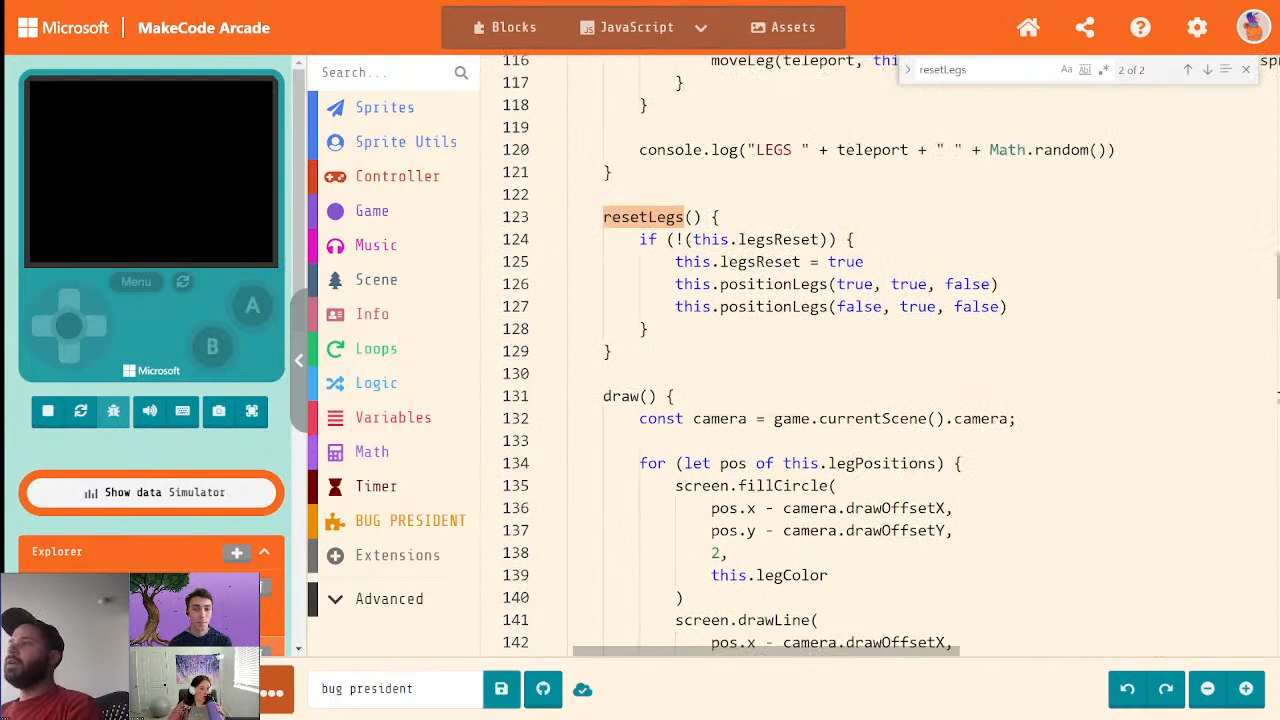 Microsoft
MakeCode Arcade
Blocks
JavaScript
Assets
Menu
A
B
Microsoft
Show data Simulator
Explorer
Search...
Sprites
Sprite Utils
Controller
Game
Music
Scene
Info
Loops
Logic
Variables
Math
Timer
BUG PRESIDENT
Extensions
Advanced
resetLegs
Aa
Ab
2 of 2
116 moveLeg(teleport, this
117 }
118 }
119
120 console.log("LEGS " + teleport + " " + Math.random())
121 }
122
123 resetLegs() {
124 if (!(this.legsReset)) {
125 this.legsReset = true
126 this.positionLegs(true, true, false)
127 this.positionLegs(false, true, false)
128 }
129 }
130
131 draw() {
132 const camera = game.currentScene().camera;
133
134 for (let pos of this.legPositions) {
135 screen.fillCircle(
136 pos.x - camera.drawOffsetX,
137 pos.y - camera.drawOffsetY,
138 2,
139 this.legColor
140 )
141 screen.drawLine(
142 pos.x - camera.drawOffsetX,
bug president